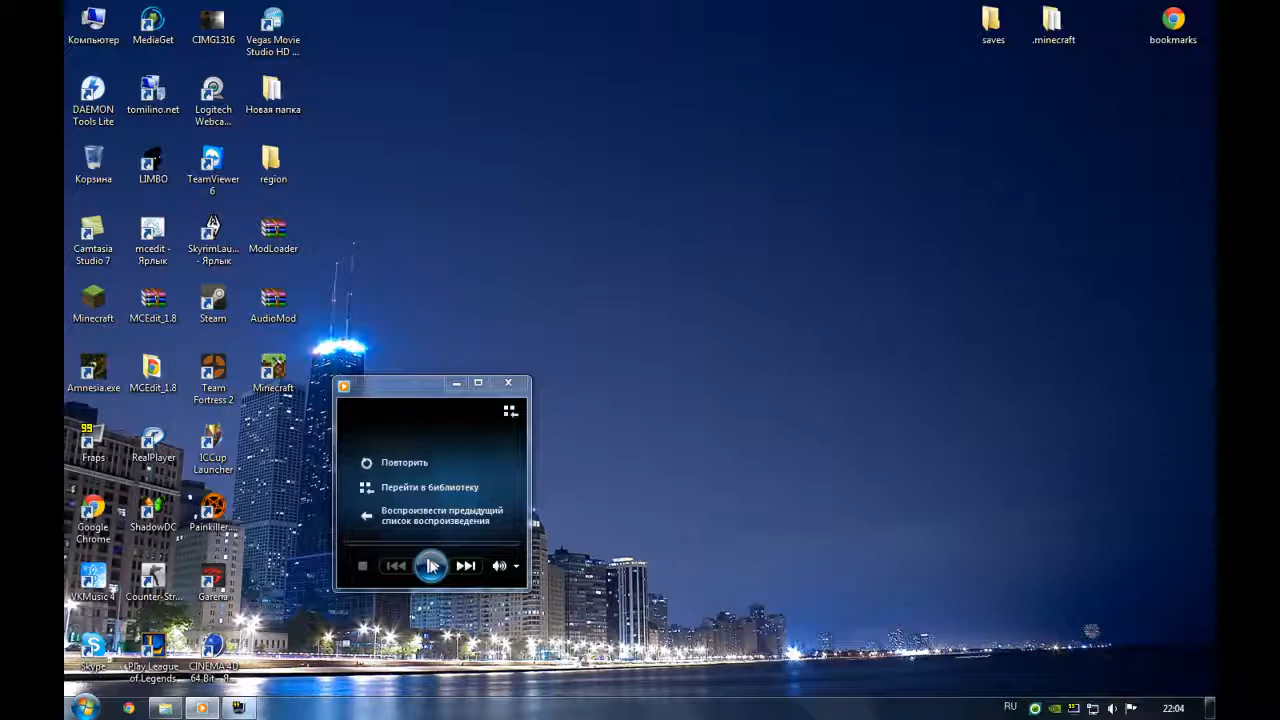 Компьютер
MediaGet
CIMG1316
Vegas Movie
Studio HD ...
saves
.minecraft
bookmarks
DAEMON
Tools Lite
tomilino.net
Logitech
Webca...
Новая папка
Корзина
LIMBO
TeamViewer
6
region
Camtasia
Studio 7
mcedit -
Ярлык
SkyrimLau...
- Ярлык
ModLoader
Minecraft
MCEdit_1.8
Steam
AudioMod
Amnesia.exe
MCEdit_1.8
Team
Fortress 2
Minecraft
99
Fraps
RealPlayer
ICCup
Launcher
Повторить
Перейти в библиотеку
Воспроизвести предыдущий
список воспроизведения
Google
Chrome
ShadowDC
Painkiller...
VKMusic 4
Counter-Str...
Garena
Skype
Play League
of Legends
CINEMA 4D
64 Bit - Я...
RU
22:04